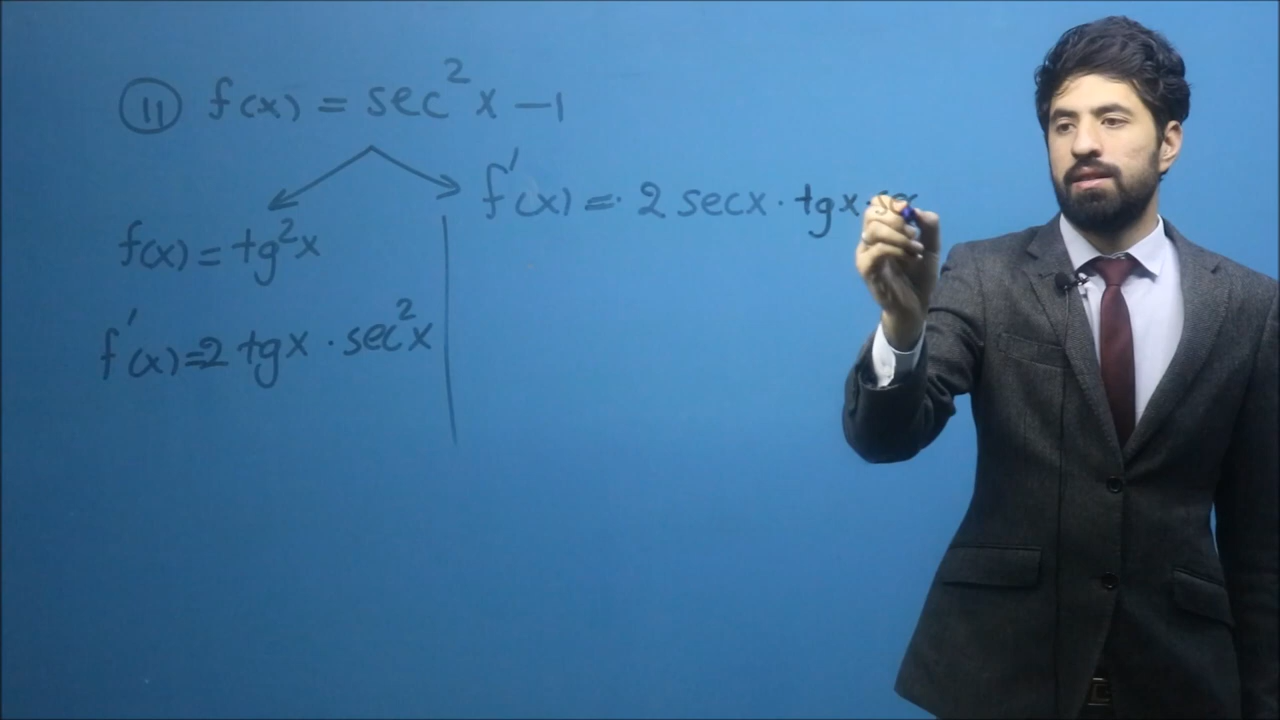 ⑪ f(x) = sec²x - 1
f(x) = tg²x
f'(x) = 2 tgx · sec²x
f'(x) = · 2 secx · tgx ·